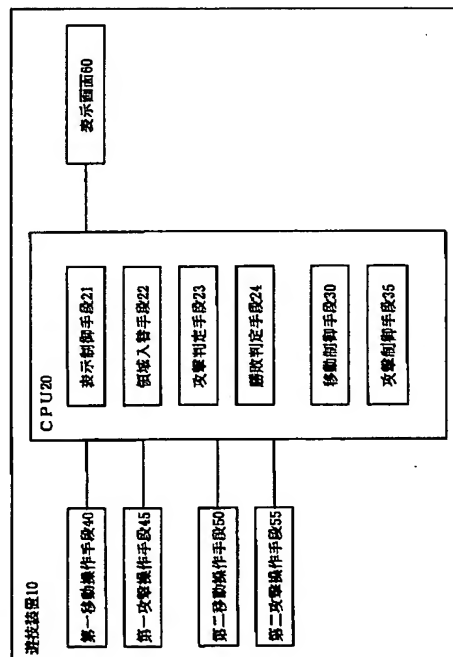 遊技装置10
第一移動操作手段40
第一攻撃操作手段45
第二移動操作手段50
第二攻撃操作手段55
CPU20
表示制御手段21
領域入替手段22
攻撃判定手段23
勝敗判定手段24
移動制御手段30
攻撃制御手段35
表示画面60